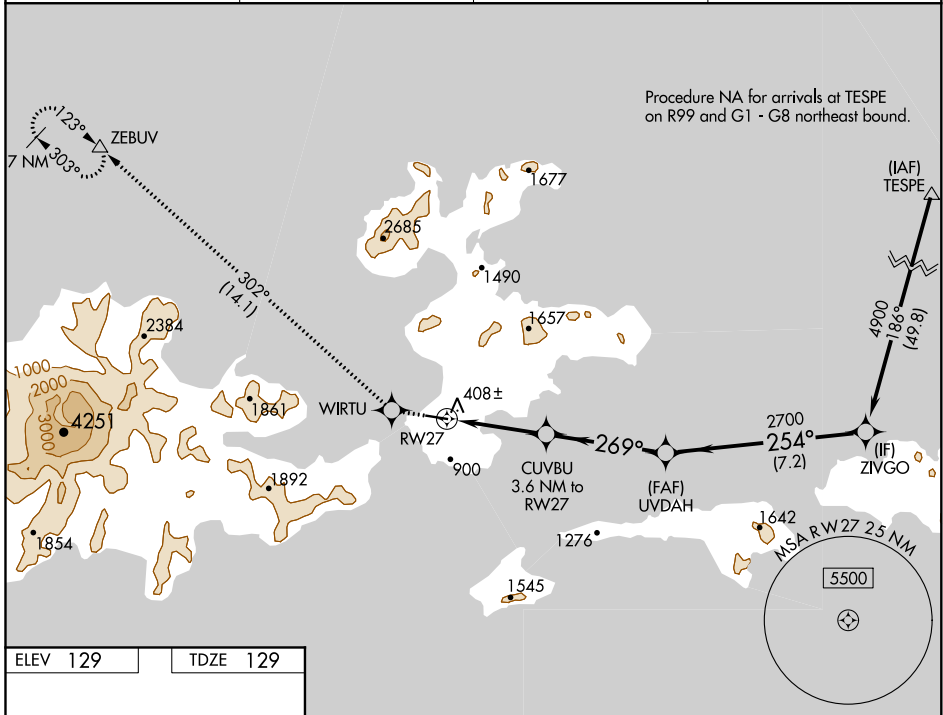 Procedure NA for arrivals at TESPE
on R99 and G1 - G8 northeast bound.
123°
ZEBUV
7 NM
303°
(IAF)
TESPE
1677
2685
302°
(14.1)
1490
4900
186°
(49.8)
1657
2384
1000
2000
3000
4251
1861
WIRTU
408±
RW27
2700
254°
(7.2)
269°
(IF)
ZIVGO
900
CUVBU
3.6 NM to
RW27
(FAF)
UVDAH
1892
1854
1276
1642
MSA RW27 25 NM
5500
1545
ELEV 129
TDZE 129